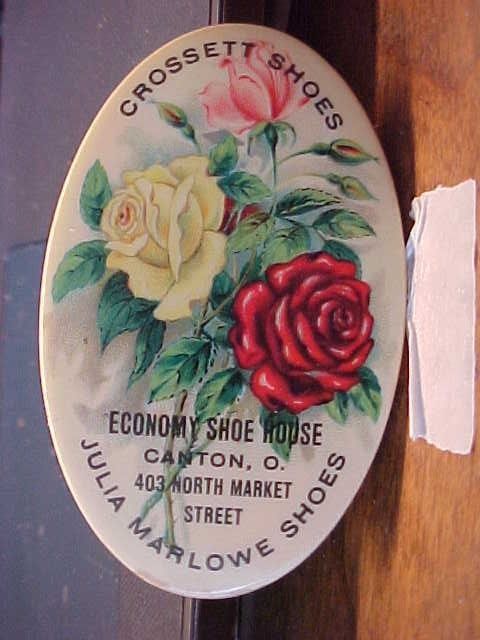 CROSSETT SHOES
ECONOMY SHOE HOUSE
CANTON, O.
403 NORTH MARKET
STREET
JULIA MARLOWE SHOES